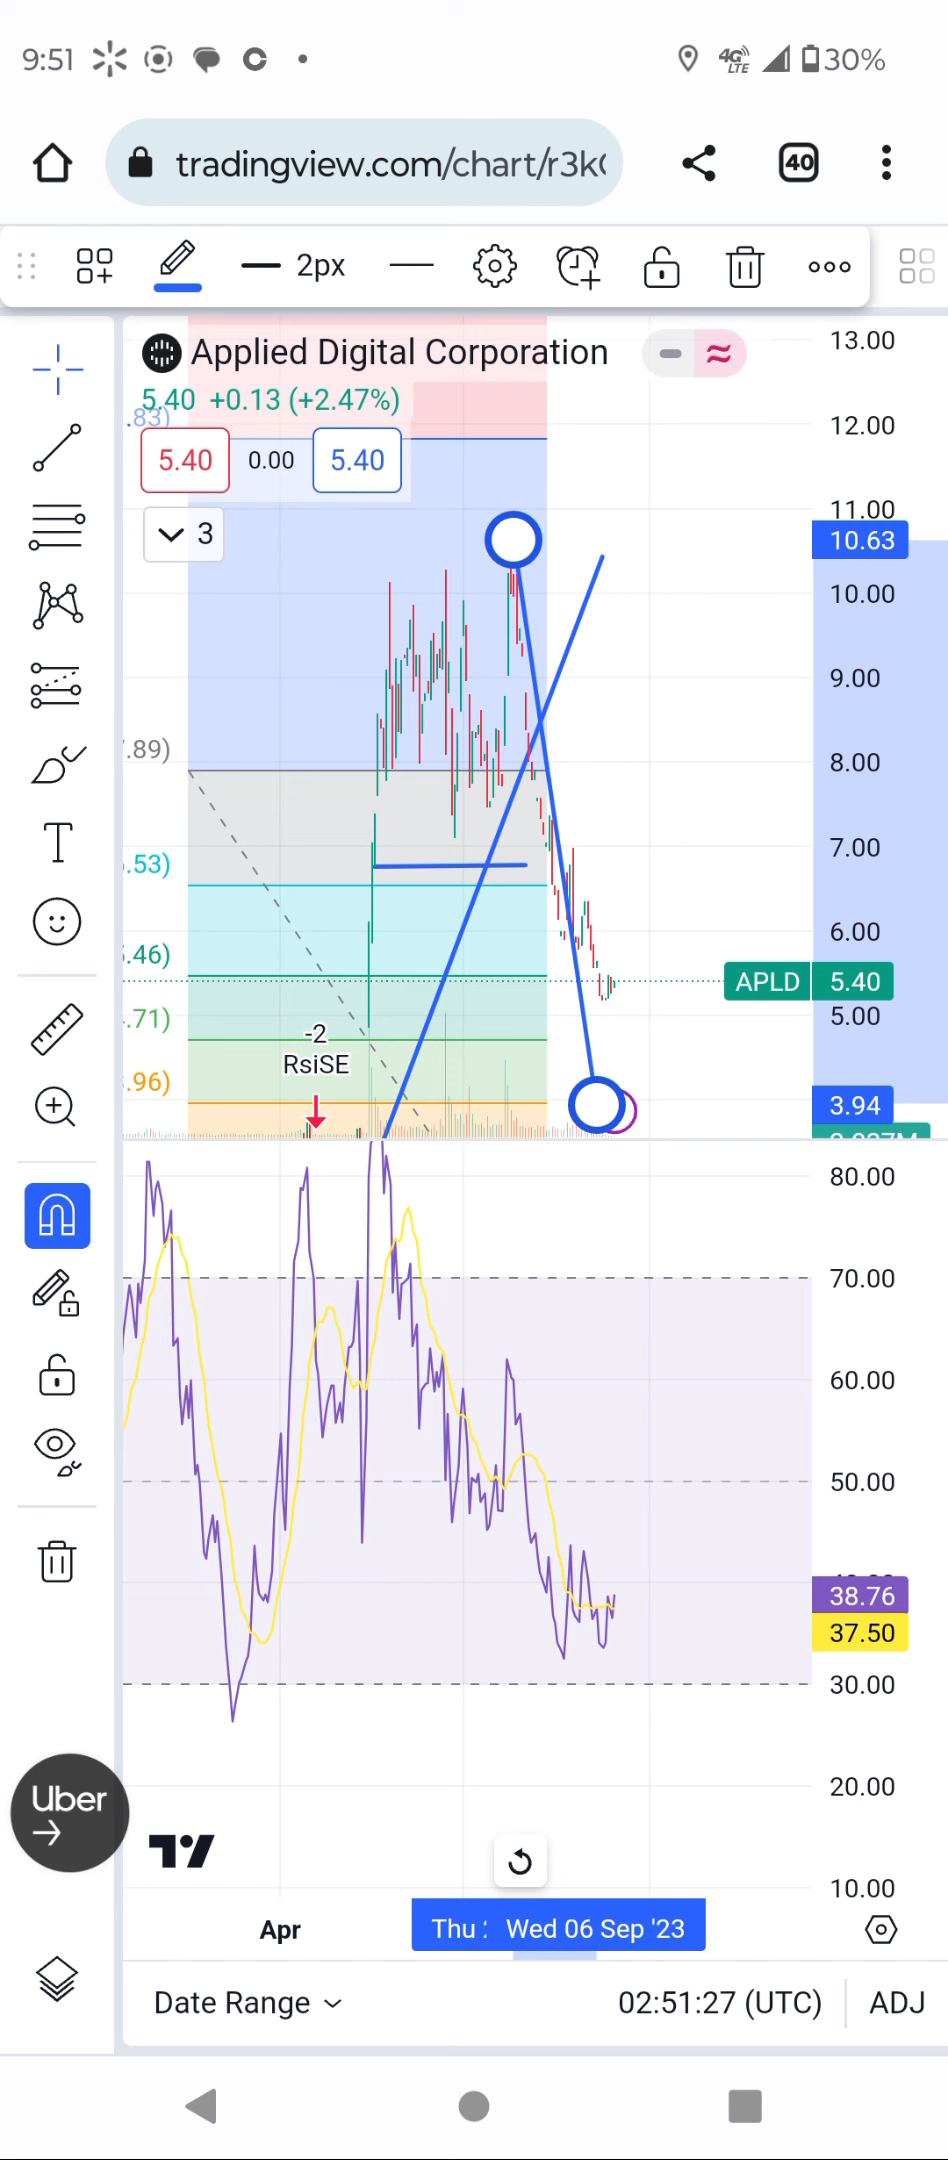 9:51 4G LTE 30%
tradingview.com/chart/r3k
40
2px
Applied Digital Corporation
5.40 +0.13 (+2.47%)
.83)
5.40 0.00 5.40
3
.89)
.53)
.46)
.71)
.96)
-2
RsiSE
13.00
12.00
11.00
10.63
10.00
9.00
8.00
7.00
6.00
APLD 5.40
5.00
3.94
80.00
70.00
60.00
50.00
38.76
37.50
30.00
20.00
10.00
Uber
Apr Thu Wed 06 Sep '23
Date Range 02:51:27 (UTC) ADJ